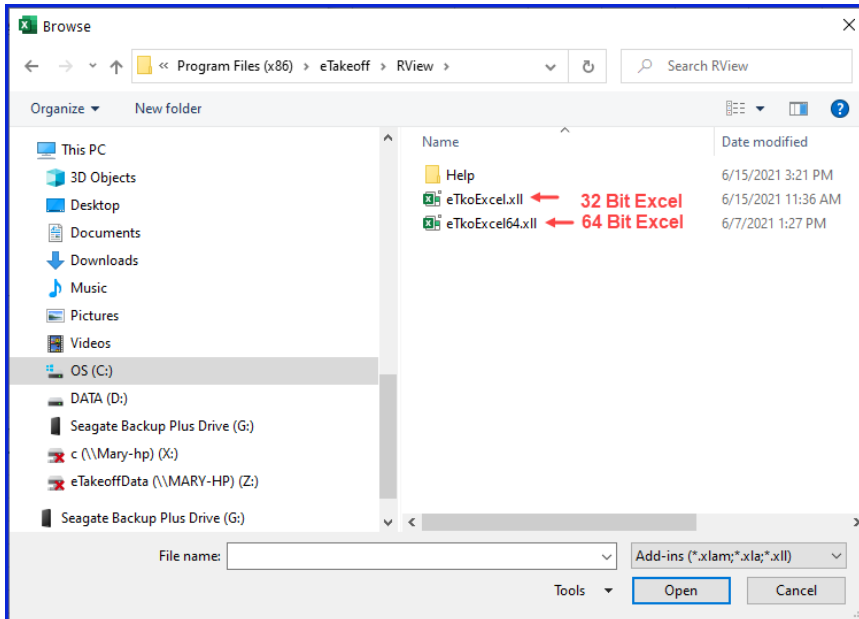 Browse
« Program Files (x86) > eTakeoff > RView >
Search RView
Organize
New folder
This PC
3D Objects
Desktop
Documents
Downloads
Music
Pictures
Videos
OS (C:)
DATA (D:)
Seagate Backup Plus Drive (G:)
c (\\Mary-hp) (X:)
eTakeoffData (\\MARY-HP) (Z:)
Seagate Backup Plus Drive (G:)
Name Date modified
Help 6/15/2021 3:21 PM
eTkoExcel.xll 32 Bit Excel 6/15/2021 11:36 AM
eTkoExcel64.xll 64 Bit Excel 6/7/2021 1:27 PM
File name:
Add-ins (*.xlam;*.xla;*.xll)
Tools
Open
Cancel